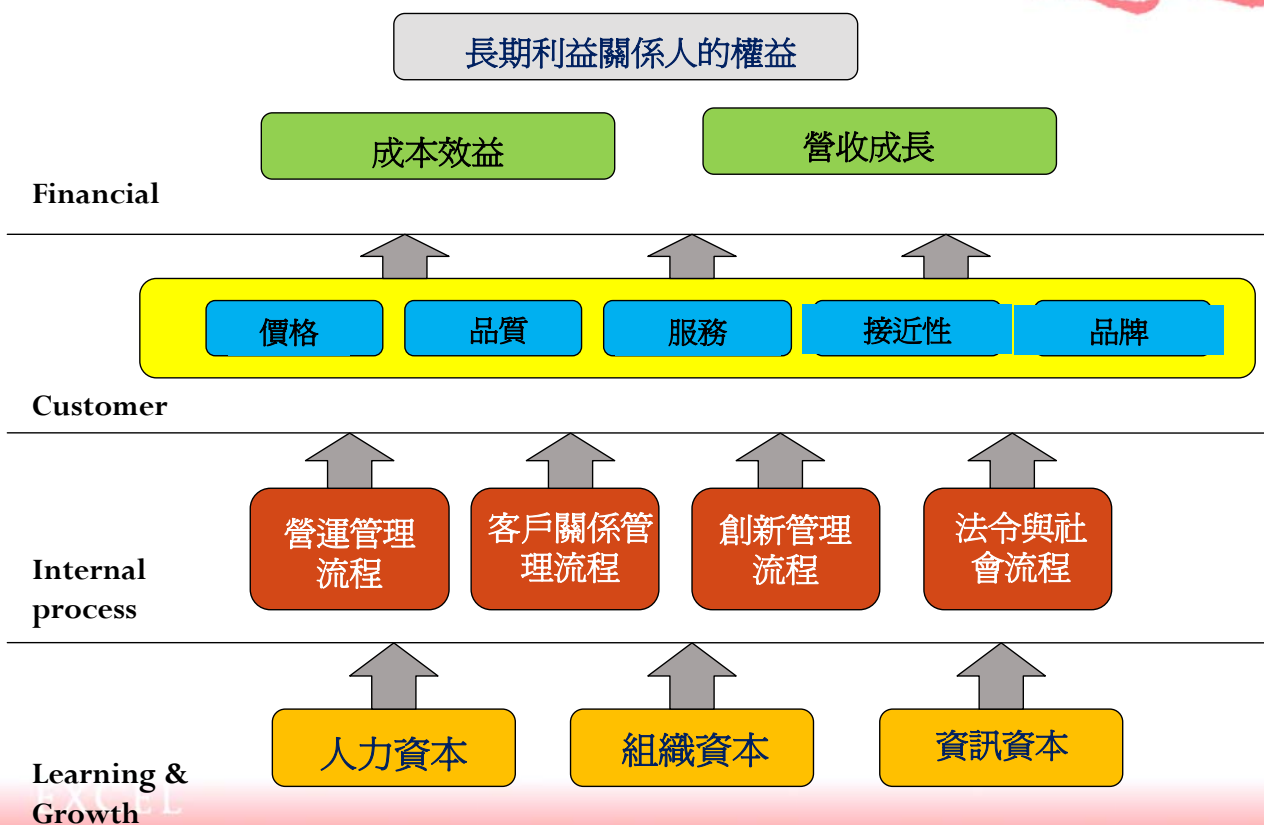 長期利益關係人的權益
成本效益
營收成長
Financial
價格
品質
服務
接近性
品牌
Customer
營運管理
流程
客戶關係管
理流程
創新管理
流程
法令與社
會流程
Internal
process
人力資本
組織資本
資訊資本
Learning &
Growth
EXCEL